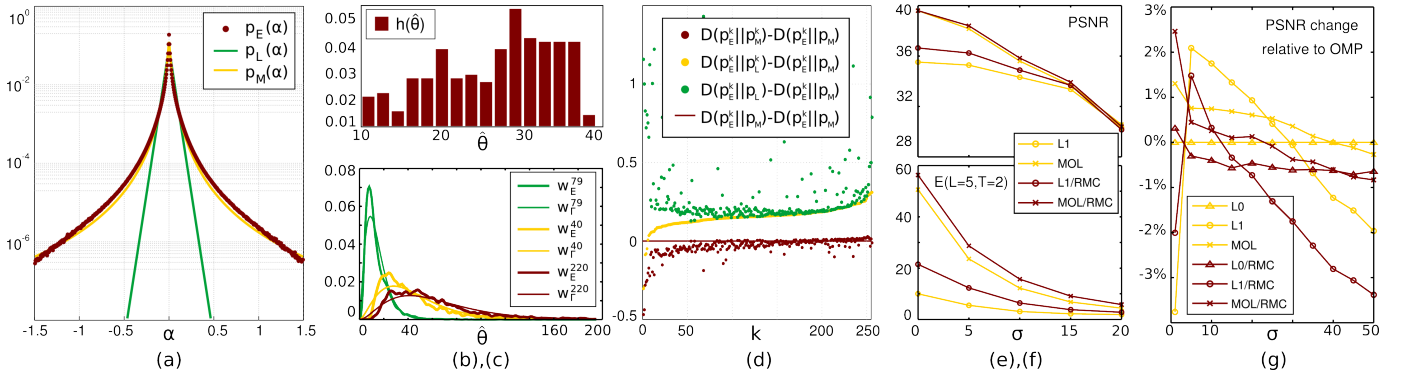 10^0
10^-2
10^-4
10^-6
p_E(α)
p_L(α)
p_M(α)
-1.5 -1 -0.5 0 0.5 1 1.5
α
(a)
0.05
0.04
0.03
0.02
0.01
h(θ̂)
10 20 30 40
θ̂
0.08
0.06
0.04
0.02
0
w_E^79
w_Γ^79
w_E^40
w_Γ^40
w_E^220
w_Γ^220
40 80 120 160 200
θ̂
(b),(c)
D(p_E^k||p_M^k)-D(p_E^k||p_M)
D(p_E^k||p_L^k)-D(p_E^k||p_M)
D(p_E^k||p_L)-D(p_E^k||p_M)
D(p_E^k||p_M)-D(p_E^k||p_M)
1
0.5
0
-0.5
0 50 200 250
k
(d)
40
36
32
28
PSNR
L1
MOL
L1/RMC
MOL/RMC
60
50
40
20
10
0
E(L=5,T=2)
0 5 10 15 20
σ
(e),(f)
3%
2%
1%
0%
-1%
-2%
-3%
PSNR change
relative to OMP
L0
L1
MOL
L0/RMC
L1/RMC
MOL/RMC
0 10 σ 40 50
(g)